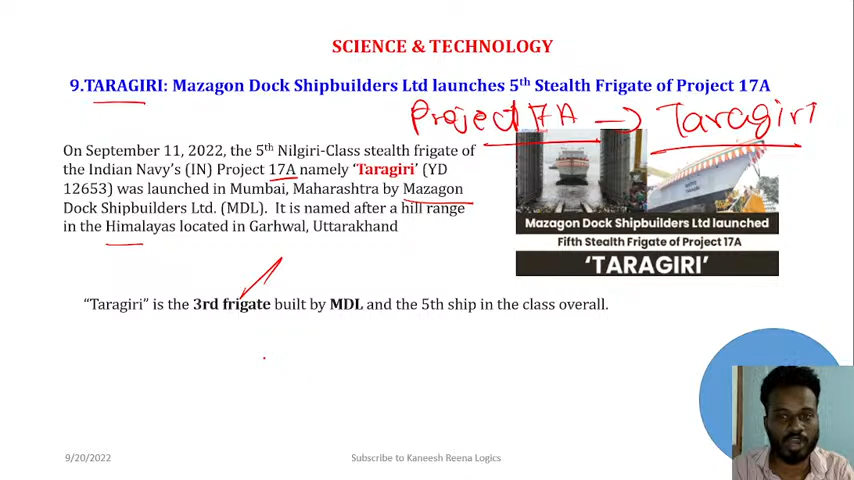 SCIENCE & TECHNOLOGY
9.TARAGIRI: Mazagon Dock Shipbuilders Ltd launches 5th Stealth Frigate of Project 17A
Project 17A → Taragiri
On September 11, 2022, the 5th Nilgiri-Class stealth frigate of
the Indian Navy's (IN) Project 17A namely 'Taragiri' (YD
12653) was launched in Mumbai, Maharashtra by Mazagon
Dock Shipbuilders Ltd. (MDL). It is named after a hill range
in the Himalayas located in Garhwal, Uttarakhand
Mazagon Dock Shipbuilders Ltd launched
Fifth Stealth Frigate of Project 17A
'TARAGIRI'
"Taragiri" is the 3rd frigate built by MDL and the 5th ship in the class overall.
9/20/2022
Subscribe to Kaneesh Reena Logics